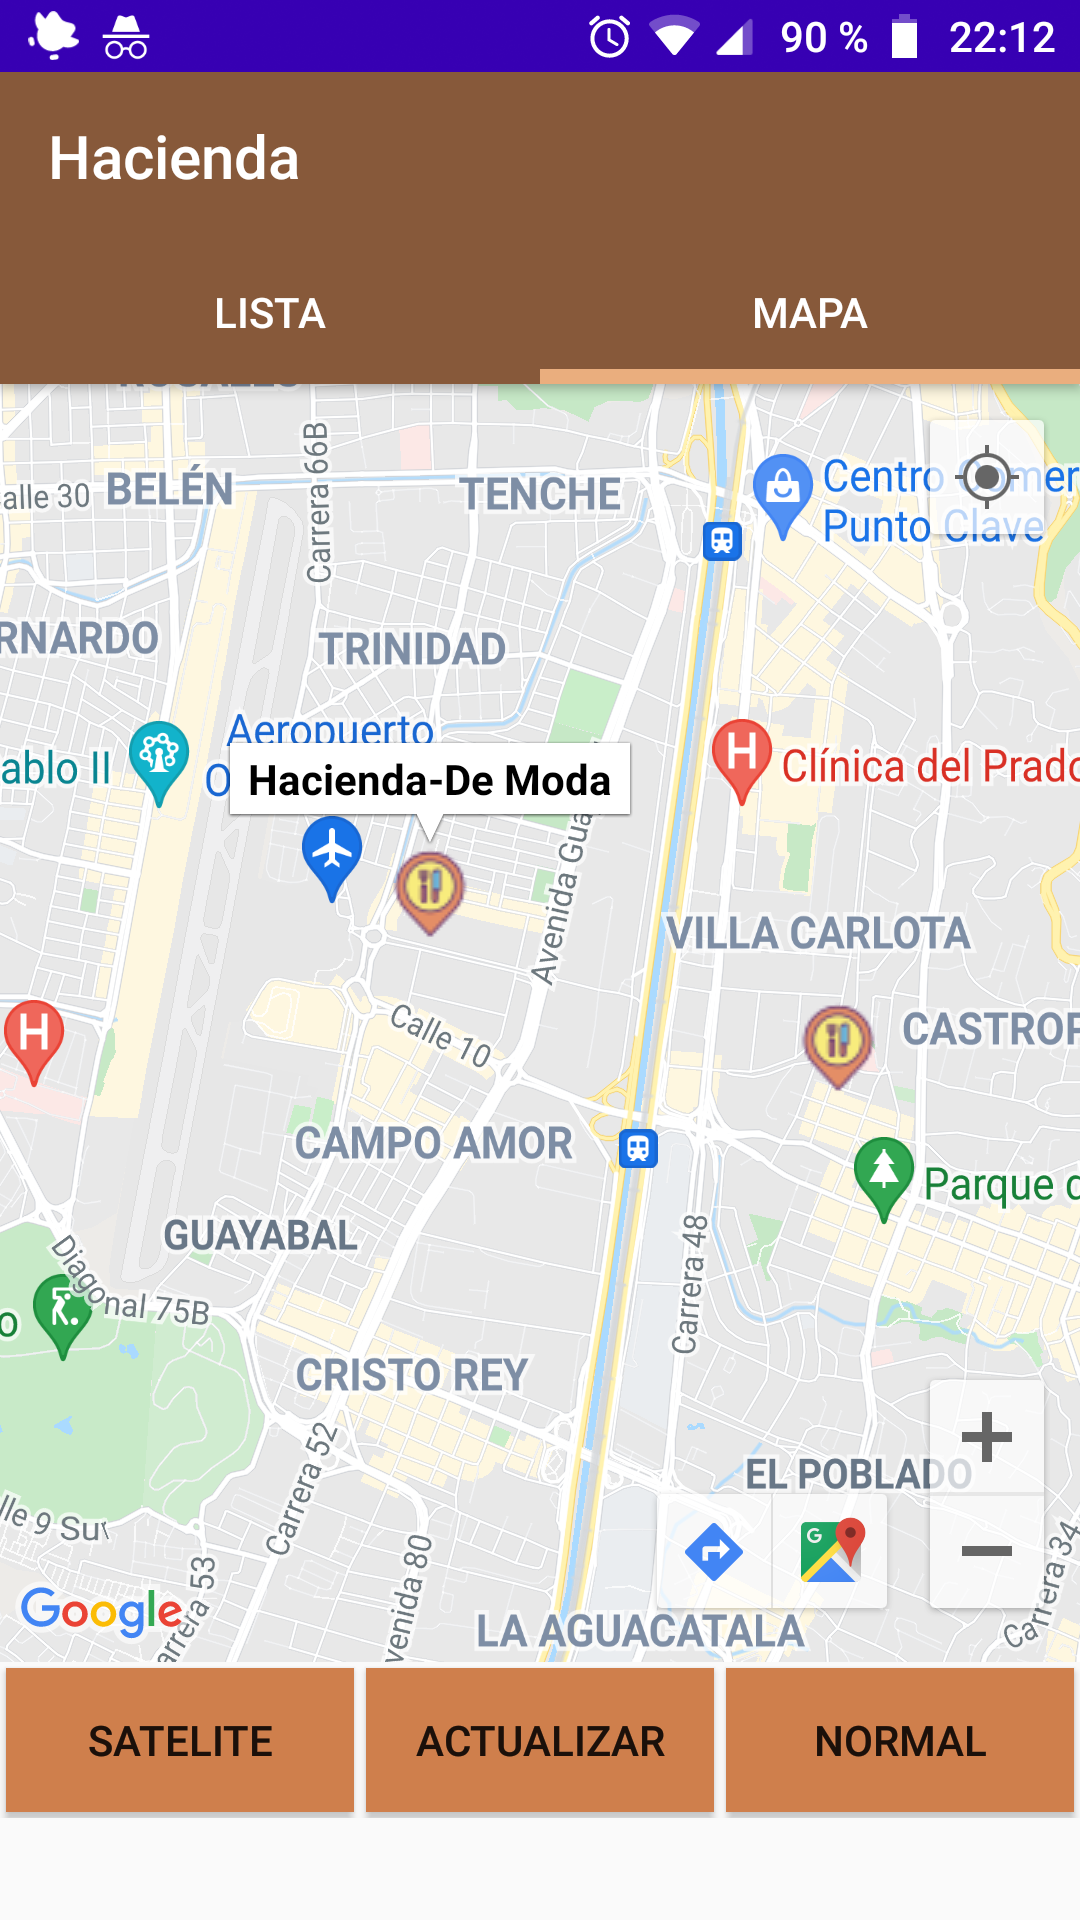 90 %
22:12
Hacienda
LISTA
MAPA
BELÉN
Carrera 66B
TENCHE
Centro
Punto Clave
alle 30
RNARDO
TRINIDAD
Aeropuerto
ablo II
O
Hacienda-De Moda
H
Clínica del Prado
Avenida Gua
VILLA CARLOTA
H
Calle 10
CASTROP
CAMPO AMOR
Parque d
GUAYABAL
Diagonal 75B
Carrera 48
o
CRISTO REY
Carrera 52
EL POBLADO
lle 9 Sur
Carrera 53
venida 80
Carrera 34
G
Google
LA AGUACATALA
SATELITE
ACTUALIZAR
NORMAL